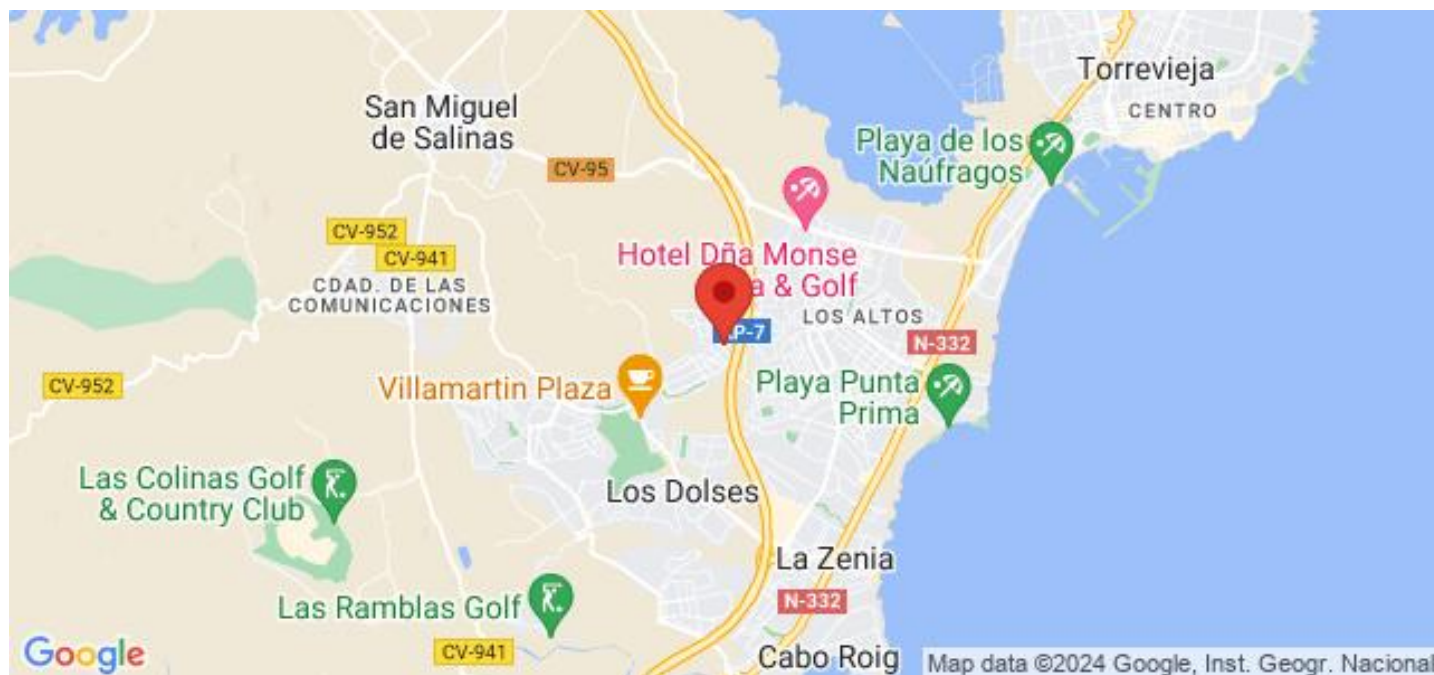 Torrevieja
CENTRO
San Miguel
de Salinas
Playa de los
Naúfragos
CV-95
CV-952
CV-941
Hotel Dña Monse
a & Golf
CDAD. DE LAS
COMUNICACIONES
LOS ALTOS
P-7
N-332
CV-952
Villamartin Plaza
Playa Punta
Prima
Las Colinas Golf
& Country Club
Los Dolses
La Zenia
N-332
Las Ramblas Golf
CV-941
Cabo Roig
Google
Map data ©2024 Google, Inst. Geogr. Nacional